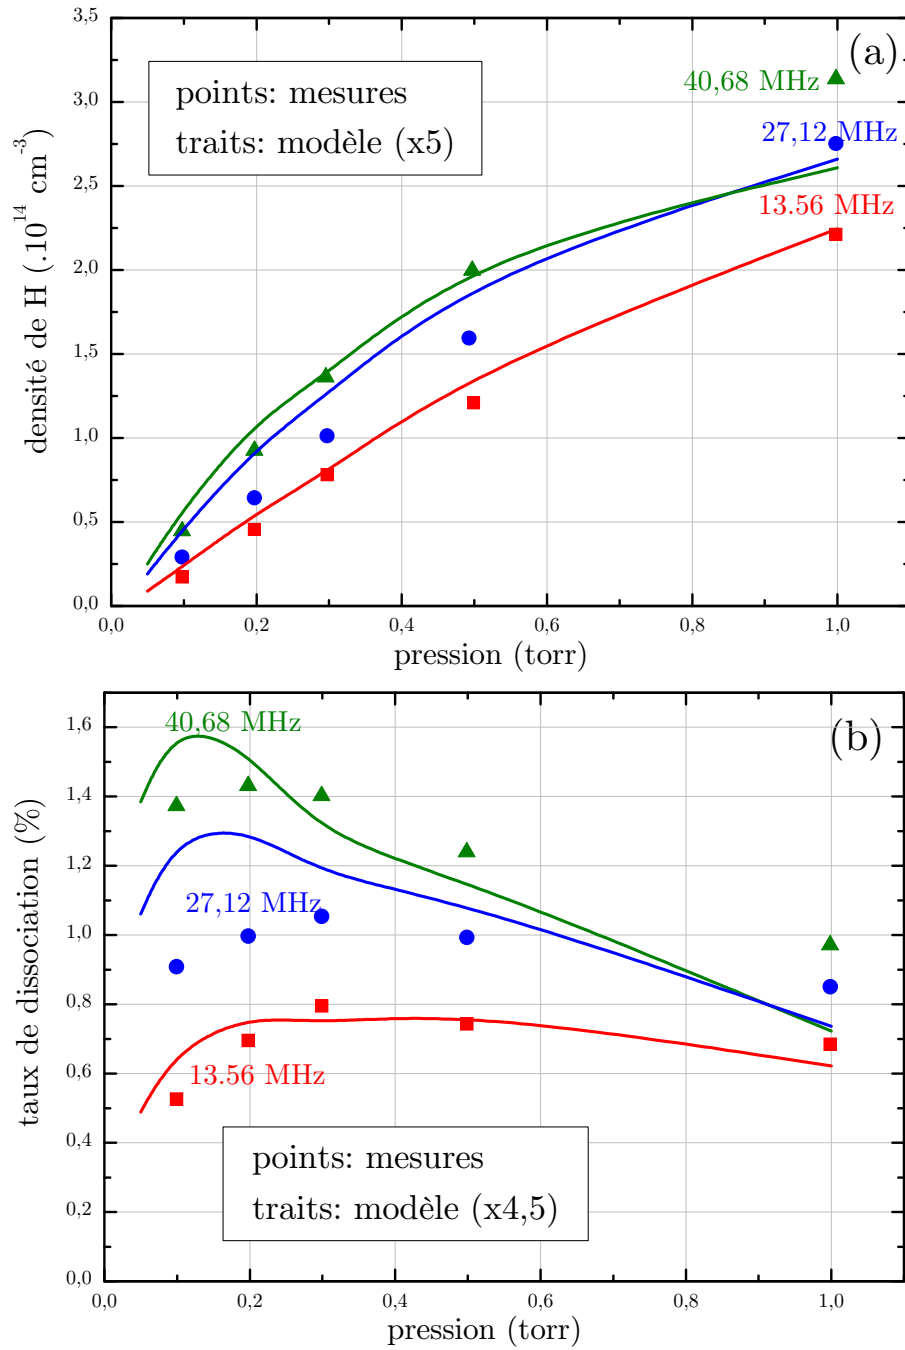 3,5
(a)
points: mesures
traits: modèle (x5)
40,68 MHz
27,12 MHz
13.56 MHz
3,0
2,5
2,0
1,5
1,0
0,5
0,0
densité de H (.10^14 cm^-3)
0,0 0,2 0,4 0,6 0,8 1,0
pression (torr)
(b)
40,68 MHz
27,12 MHz
13.56 MHz
points: mesures
traits: modèle (x4,5)
1,6
1,4
1,2
1,0
0,8
0,6
0,4
0,2
0,0
taux de dissociation (%)
0,0 0,2 0,4 0,6 0,8 1,0
pression (torr)